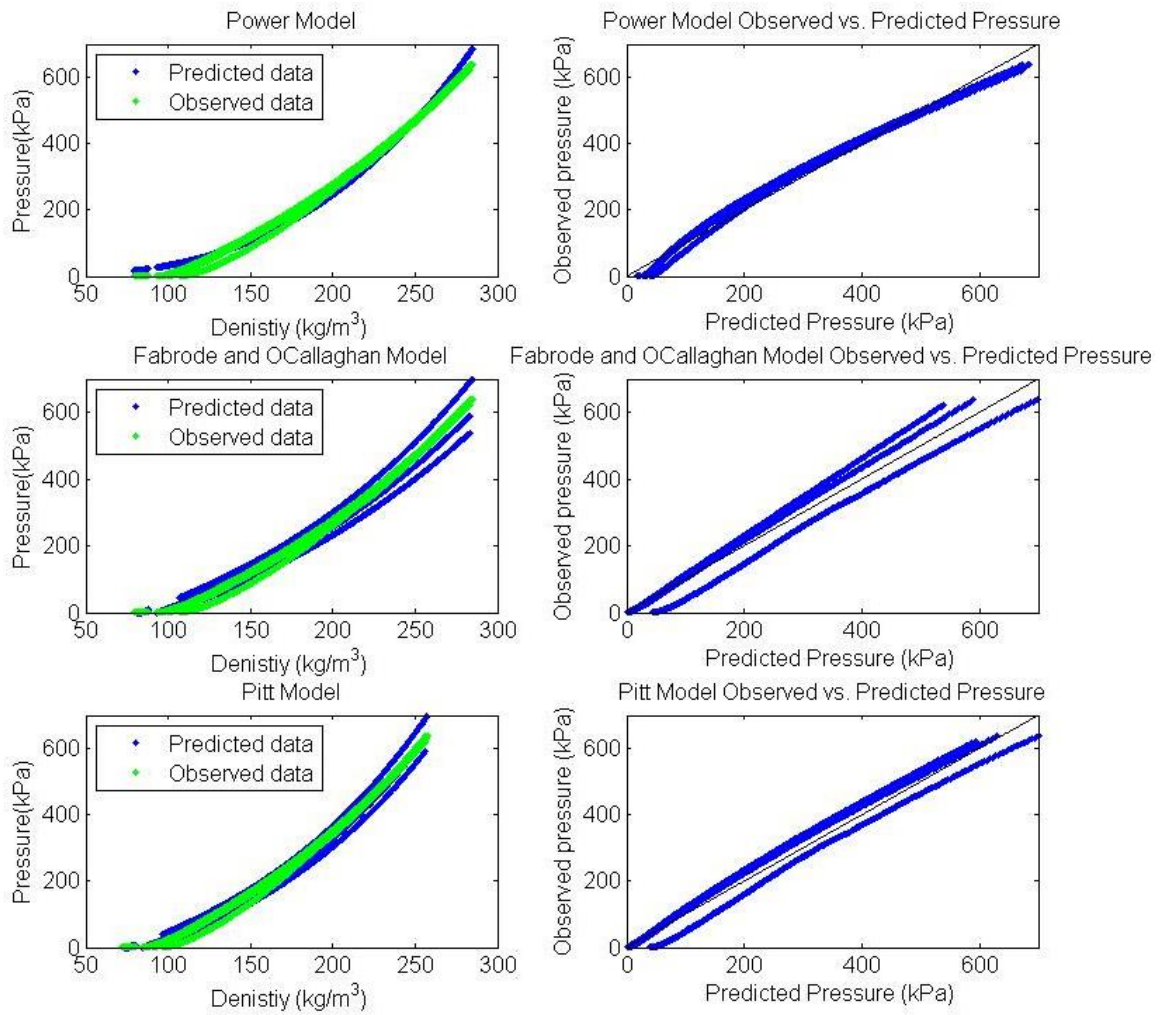 Power Model
Power Model Observed vs. Predicted Pressure
Predicted data
Observed data
Pressure(kPa)
600
400
200
0
50 100 150 200 250 300
Denistiy (kg/m³)
Observed pressure (kPa)
600
400
200
0
0 200 400 600
Predicted Pressure (kPa)
Fabrode and OCallaghan Model
Fabrode and OCallaghan Model Observed vs. Predicted Pressure
Predicted data
Observed data
Pressure(kPa)
600
400
200
0
50 100 150 200 250 300
Denistiy (kg/m³)
Observed pressure (kPa)
600
400
200
0
0 200 400 600
Predicted Pressure (kPa)
Pitt Model
Pitt Model Observed vs. Predicted Pressure
Predicted data
Observed data
Pressure(kPa)
600
400
200
0
50 100 150 200 250 300
Denistiy (kg/m³)
Observed pressure (kPa)
600
400
200
0
0 200 400 600
Predicted Pressure (kPa)